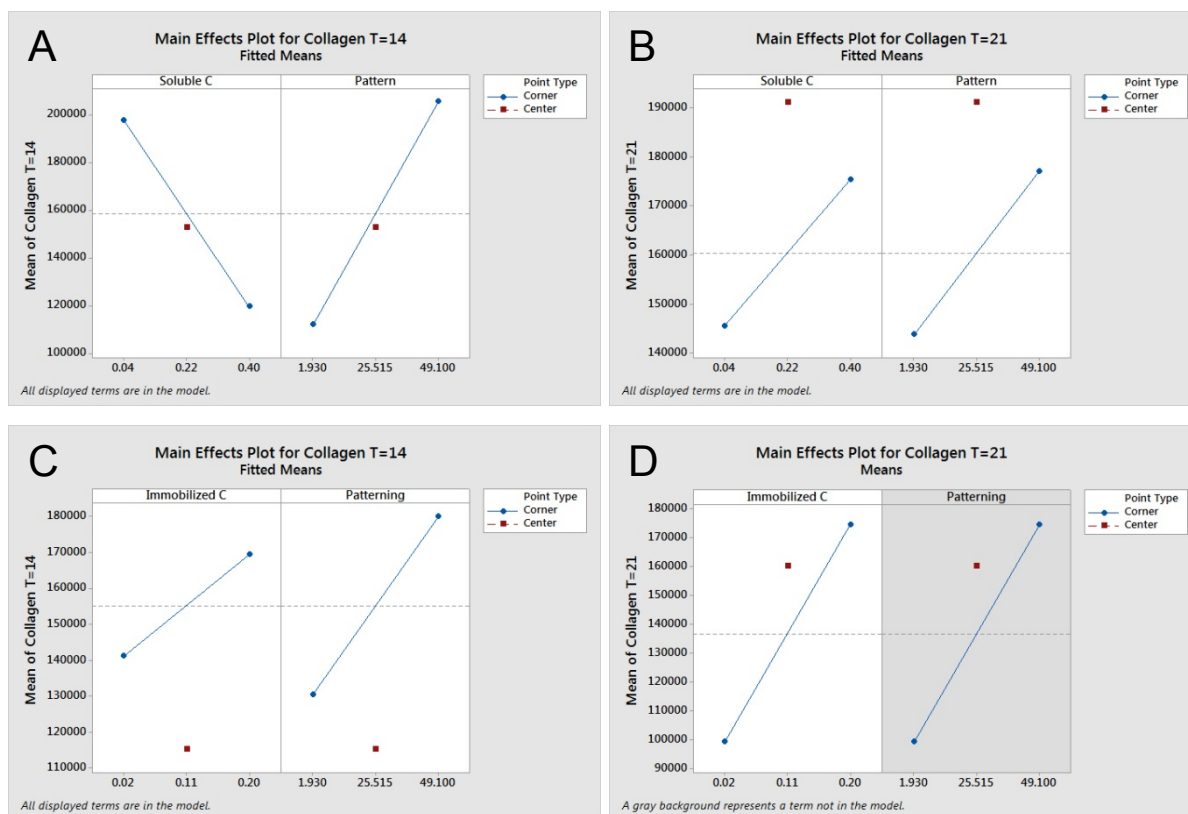 A
Main Effects Plot for Collagen T=14
Fitted Means
Soluble C
Pattern
Point Type
Corner
Center
Mean of Collagen T=14
200000
180000
160000
140000
120000
100000
0.04 0.22 0.40 1.930 25.515 49.100
All displayed terms are in the model.
B
Main Effects Plot for Collagen T=21
Fitted Means
Soluble C
Pattern
Point Type
Corner
Center
Mean of Collagen T=21
190000
180000
170000
160000
150000
140000
0.04 0.22 0.40 1.930 25.515 49.100
All displayed terms are in the model.
C
Main Effects Plot for Collagen T=14
Fitted Means
Immobilized C
Patterning
Point Type
Corner
Center
Mean of Collagen T=14
180000
170000
160000
150000
140000
130000
120000
110000
0.02 0.11 0.20 1.930 25.515 49.100
All displayed terms are in the model.
D
Main Effects Plot for Collagen T=21
Means
Immobilized C
Patterning
Point Type
Corner
Center
Mean of Collagen T=21
180000
170000
160000
150000
140000
130000
120000
110000
100000
90000
0.02 0.11 0.20 1.930 25.515 49.100
A gray background represents a term not in the model.